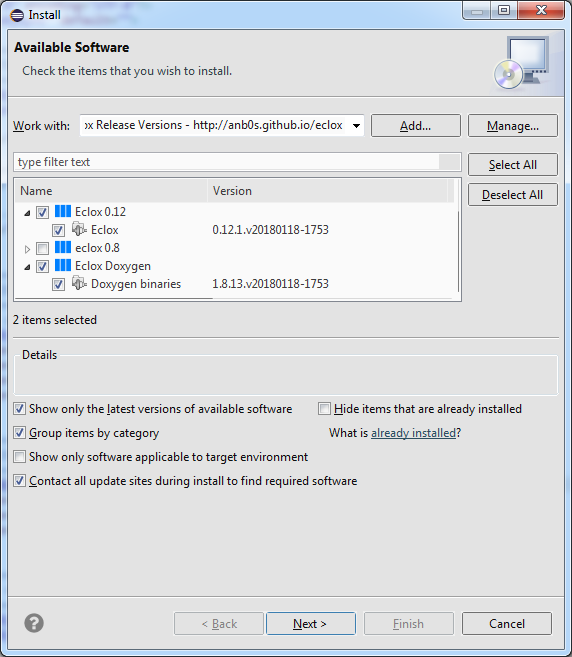 Install
Available Software
Check the items that you wish to install.
Work with: ox Release Versions - http://anb0s.github.io/eclox Add... Manage...
type filter text Select All
Name Version Deselect All
Eclox 0.12
Eclox 0.12.1.v20180118-1753
eclox 0.8
Eclox Doxygen
Doxygen binaries 1.8.13.v20180118-1753
2 items selected
Details
Show only the latest versions of available software Hide items that are already installed
Group items by category What is already installed?
Show only software applicable to target environment
Contact all update sites during install to find required software
? < Back Next > Finish Cancel